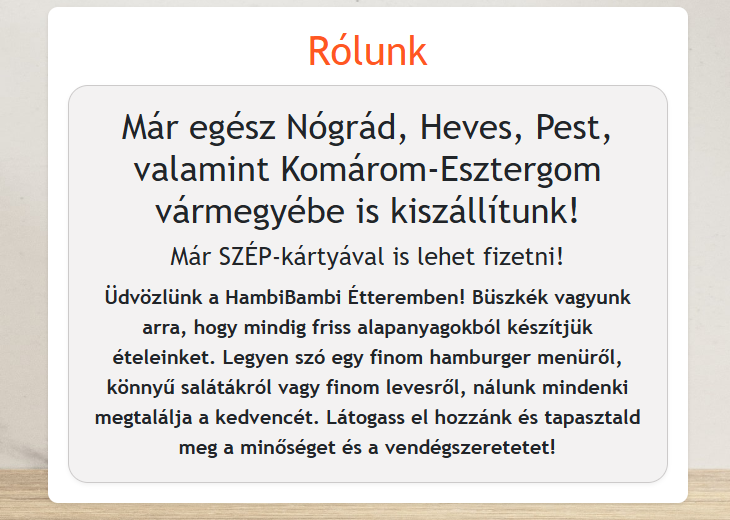 Rólunk
Már egész Nógrád, Heves, Pest,
valamint Komárom-Esztergom
vármegyébe is kiszállítunk!
Már SZÉP-kártyával is lehet fizetni!
Üdvözlünk a HambiBambi Étteremben! Büszkék vagyunk
arra, hogy mindig friss alapanyagokból készítjük
ételeinket. Legyen szó egy finom hamburger menüről,
könnyű salátákról vagy finom levesről, nálunk mindenki
megtalálja a kedvencét. Látogass el hozzánk és tapasztald
meg a minőséget és a vendégszeretetet!